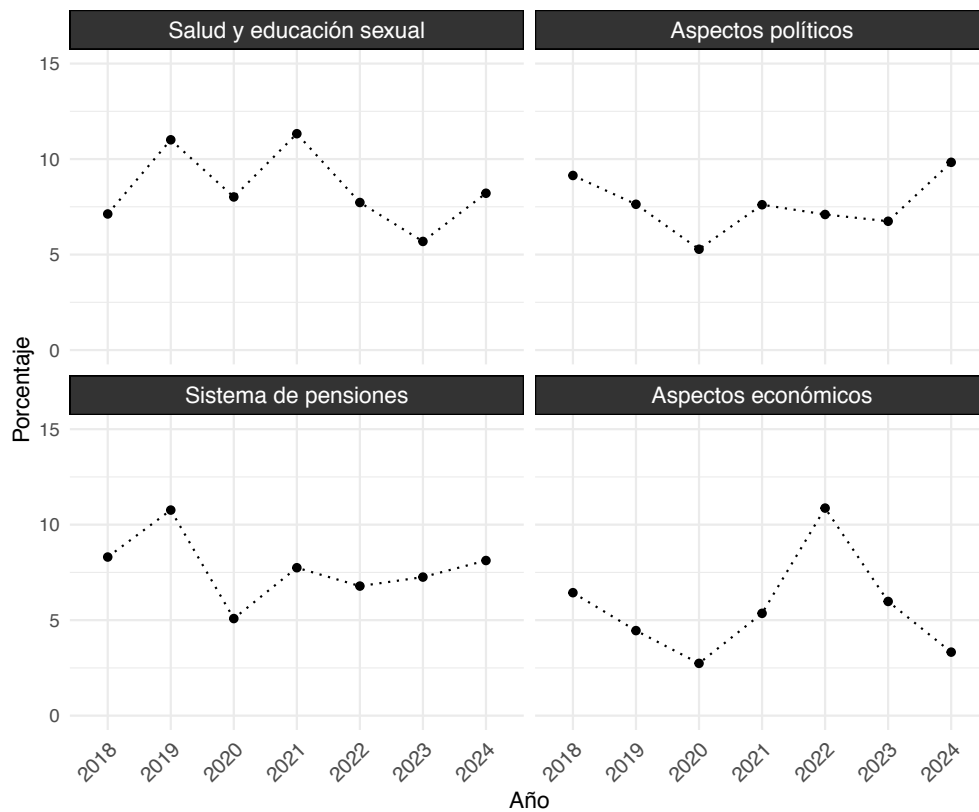 Salud y educación sexual
Aspectos políticos
15
10
5
0
Sistema de pensiones
Aspectos económicos
15
10
5
0
Porcentaje
2018 2019 2020 2021 2022 2023 2024
2018 2019 2020 2021 2022 2023 2024
Año